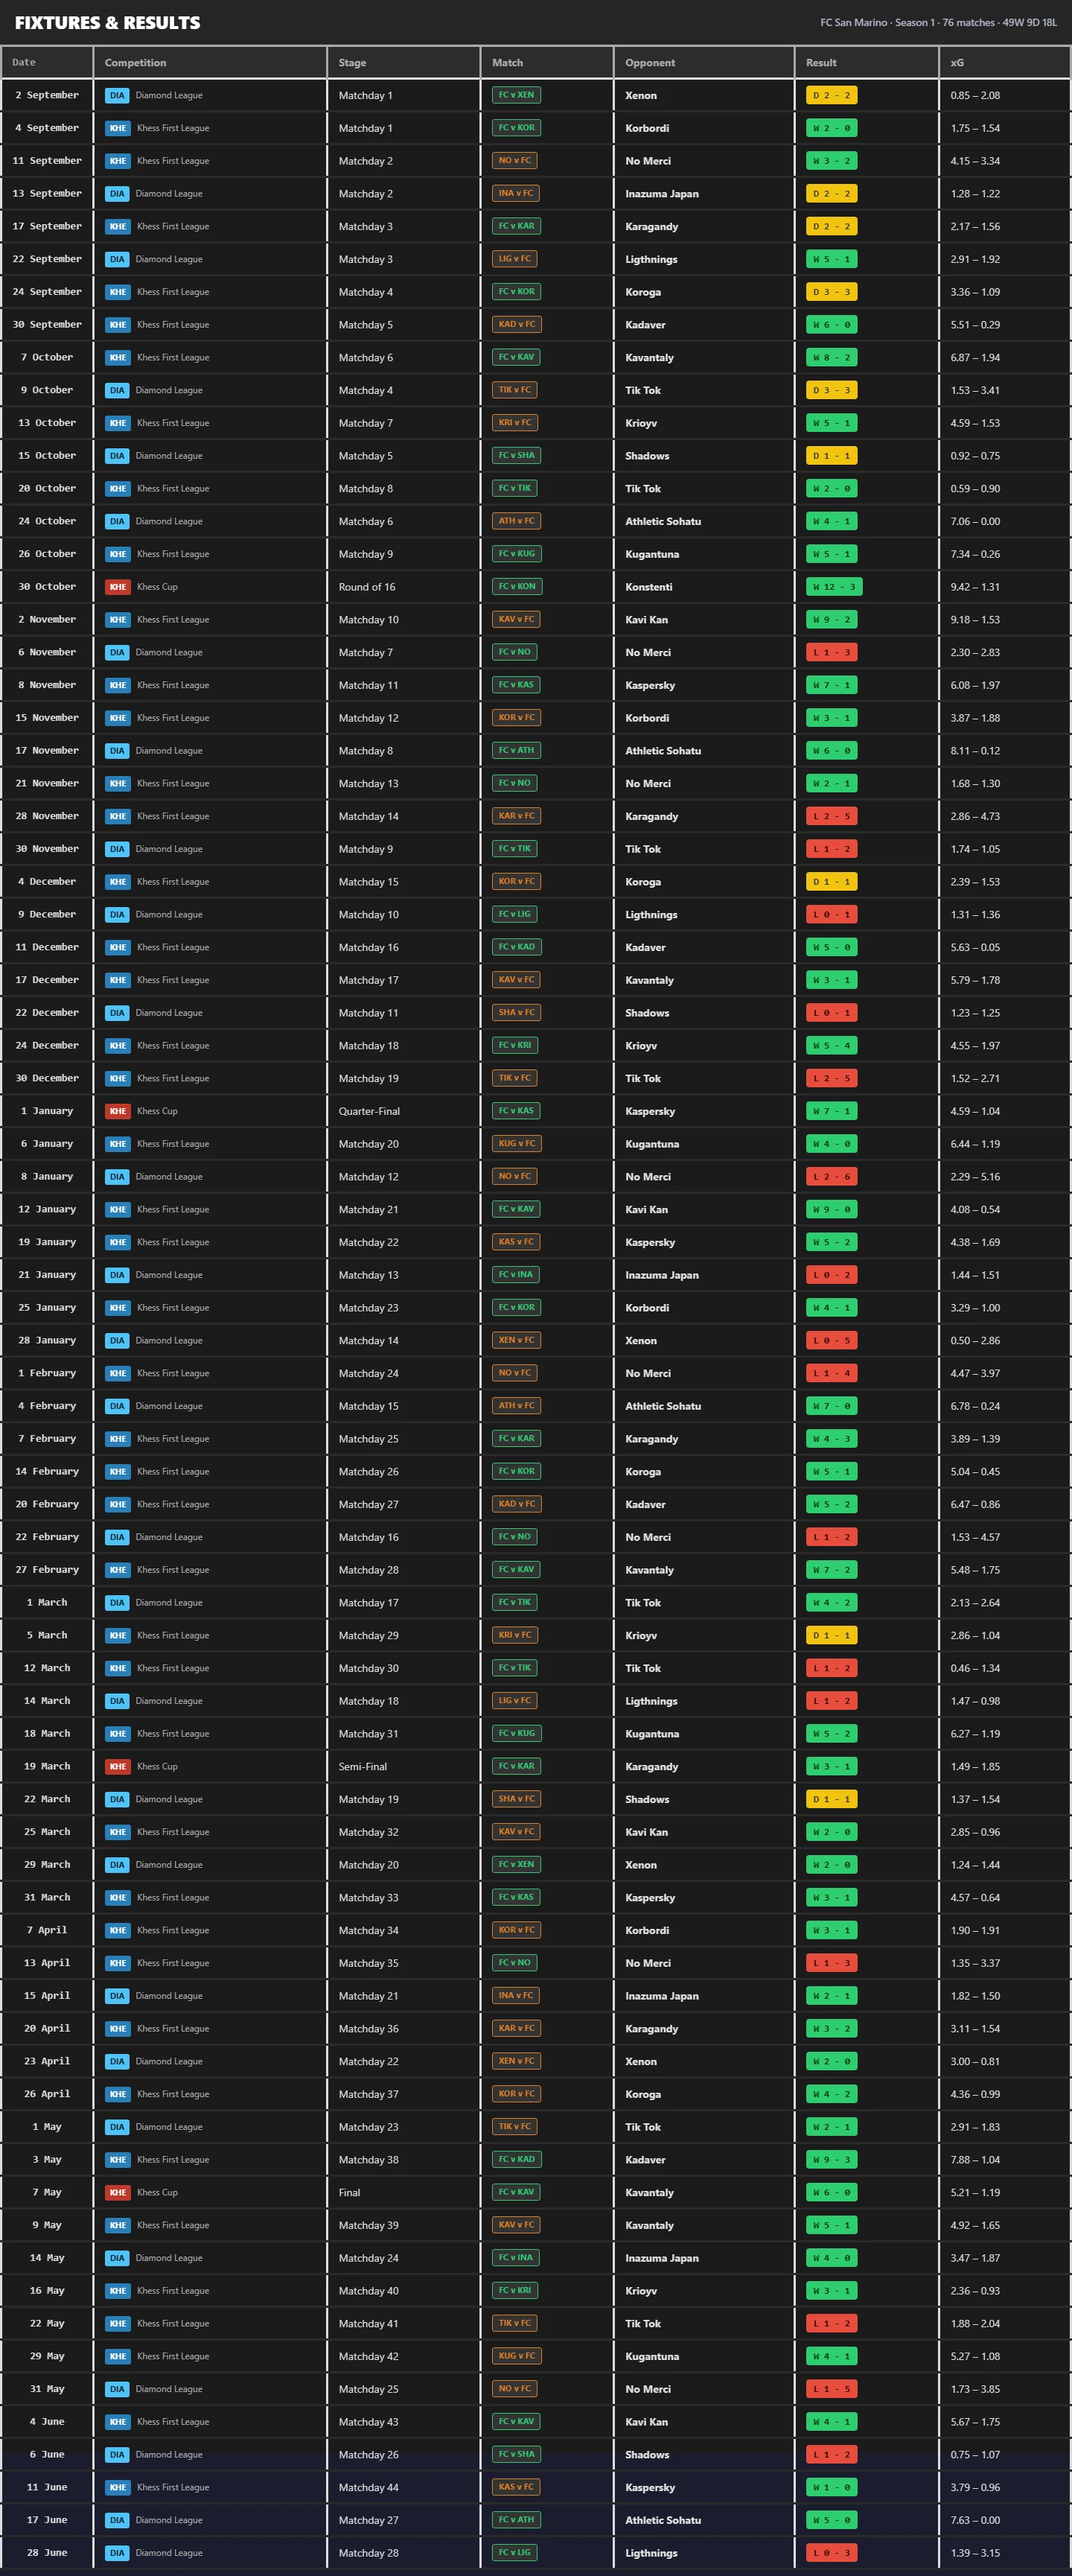 FIXTURES & RESULTS FC San Marino · Season 1 · 76 matches · 49W 9D 18L
Date Competition Stage Match Opponent Result xG
2 September DIA Diamond League Matchday 1 FC v XEN Xenon D 2 - 2 0.85 – 2.08
4 September KHE Khess First League Matchday 1 FC v KOR Korbordi W 2 - 0 1.75 – 1.54
11 September KHE Khess First League Matchday 2 NO v FC No Merci W 3 - 2 4.15 – 3.34
13 September DIA Diamond League Matchday 2 INA v FC Inazuma Japan D 2 - 2 1.28 – 1.22
17 September KHE Khess First League Matchday 3 FC v KAR Karagandy D 2 - 2 2.17 – 1.56
22 September DIA Diamond League Matchday 3 LIG v FC Ligthnings W 5 - 1 2.91 – 1.92
24 September KHE Khess First League Matchday 4 FC v KOR Koroga D 3 - 3 3.36 – 1.09
30 September KHE Khess First League Matchday 5 KAD v FC Kadaver W 6 - 0 5.51 – 0.29
7 October KHE Khess First League Matchday 6 FC v KAV Kavantaly W 8 - 2 6.87 – 1.94
9 October DIA Diamond League Matchday 4 TIK v FC Tik Tok D 3 - 3 1.53 – 3.41
13 October KHE Khess First League Matchday 7 KRI v FC Krioyv W 5 - 1 4.59 – 1.53
15 October DIA Diamond League Matchday 5 FC v SHA Shadows D 1 - 1 0.92 – 0.75
20 October KHE Khess First League Matchday 8 FC v TIK Tik Tok W 2 - 0 0.59 – 0.90
24 October DIA Diamond League Matchday 6 ATH v FC Athletic Sohatu W 4 - 1 7.06 – 0.00
26 October KHE Khess First League Matchday 9 FC v KUG Kugantuna W 5 - 1 7.34 – 0.26
30 October KHE Khess Cup Round of 16 FC v KON Konstenti W 12 - 3 9.42 – 1.31
2 November KHE Khess First League Matchday 10 KAV v FC Kavi Kan W 9 - 2 9.18 – 1.53
6 November DIA Diamond League Matchday 7 FC v NO No Merci L 1 - 3 2.30 – 2.83
8 November KHE Khess First League Matchday 11 FC v KAS Kaspersky W 7 - 1 6.08 – 1.97
15 November KHE Khess First League Matchday 12 KOR v FC Korbordi W 3 - 1 3.87 – 1.88
17 November DIA Diamond League Matchday 8 FC v ATH Athletic Sohatu W 6 - 0 8.11 – 0.12
21 November KHE Khess First League Matchday 13 FC v NO No Merci W 2 - 1 1.68 – 1.30
28 November KHE Khess First League Matchday 14 KAR v FC Karagandy L 2 - 5 2.86 – 4.73
30 November DIA Diamond League Matchday 9 FC v TIK Tik Tok L 1 - 2 1.74 – 1.05
4 December KHE Khess First League Matchday 15 KOR v FC Koroga D 1 - 1 2.39 – 1.53
9 December DIA Diamond League Matchday 10 FC v LIG Ligthnings L 0 - 1 1.31 – 1.36
11 December KHE Khess First League Matchday 16 FC v KAD Kadaver W 5 - 0 5.63 – 0.05
17 December KHE Khess First League Matchday 17 KAV v FC Kavantaly W 3 - 1 5.79 – 1.78
22 December DIA Diamond League Matchday 11 SHA v FC Shadows L 0 - 1 1.23 – 1.25
24 December KHE Khess First League Matchday 18 FC v KRI Krioyv W 5 - 4 4.55 – 1.97
30 December KHE Khess First League Matchday 19 TIK v FC Tik Tok L 2 - 5 1.52 – 2.71
1 January KHE Khess Cup Quarter-Final FC v KAS Kaspersky W 7 - 1 4.59 – 1.04
6 January KHE Khess First League Matchday 20 KUG v FC Kugantuna W 4 - 0 6.44 – 1.19
8 January DIA Diamond League Matchday 12 NO v FC No Merci L 2 - 6 2.29 – 5.16
12 January KHE Khess First League Matchday 21 FC v KAV Kavi Kan W 9 - 0 4.08 – 0.54
19 January KHE Khess First League Matchday 22 KAS v FC Kaspersky W 5 - 2 4.38 – 1.69
21 January DIA Diamond League Matchday 13 FC v INA Inazuma Japan L 0 - 2 1.44 – 1.51
25 January KHE Khess First League Matchday 23 FC v KOR Korbordi W 4 - 1 3.29 – 1.00
28 January DIA Diamond League Matchday 14 XEN v FC Xenon L 0 - 5 0.50 – 2.86
1 February KHE Khess First League Matchday 24 NO v FC No Merci L 1 - 4 4.47 – 3.97
4 February DIA Diamond League Matchday 15 ATH v FC Athletic Sohatu W 7 - 0 6.78 – 0.24
7 February KHE Khess First League Matchday 25 FC v KAR Karagandy W 4 - 3 3.89 – 1.39
14 February KHE Khess First League Matchday 26 FC v KOR Koroga W 5 - 1 5.04 – 0.45
20 February KHE Khess First League Matchday 27 KAD v FC Kadaver W 5 - 2 6.47 – 0.86
22 February DIA Diamond League Matchday 16 FC v NO No Merci L 1 - 2 1.53 – 4.57
27 February KHE Khess First League Matchday 28 FC v KAV Kavantaly W 7 - 2 5.48 – 1.75
1 March DIA Diamond League Matchday 17 FC v TIK Tik Tok W 4 - 2 2.13 – 2.64
5 March KHE Khess First League Matchday 29 KRI v FC Krioyv D 1 - 1 2.86 – 1.04
12 March KHE Khess First League Matchday 30 FC v TIK Tik Tok L 1 - 2 0.46 – 1.34
14 March DIA Diamond League Matchday 18 LIG v FC Ligthnings L 1 - 2 1.47 – 0.98
18 March KHE Khess First League Matchday 31 FC v KUG Kugantuna W 5 - 2 6.27 – 1.19
19 March KHE Khess Cup Semi-Final FC v KAR Karagandy W 3 - 1 1.49 – 1.85
22 March DIA Diamond League Matchday 19 SHA v FC Shadows D 1 - 1 1.37 – 1.54
25 March KHE Khess First League Matchday 32 KAV v FC Kavi Kan W 2 - 0 2.85 – 0.96
29 March DIA Diamond League Matchday 20 FC v XEN Xenon W 2 - 0 1.24 – 1.44
31 March KHE Khess First League Matchday 33 FC v KAS Kaspersky W 3 - 1 4.57 – 0.64
7 April KHE Khess First League Matchday 34 KOR v FC Korbordi W 3 - 1 1.90 – 1.91
13 April KHE Khess First League Matchday 35 FC v NO No Merci L 1 - 3 1.35 – 3.37
15 April DIA Diamond League Matchday 21 INA v FC Inazuma Japan W 2 - 1 1.82 – 1.50
20 April KHE Khess First League Matchday 36 KAR v FC Karagandy W 3 - 2 3.11 – 1.54
23 April DIA Diamond League Matchday 22 XEN v FC Xenon W 2 - 0 3.00 – 0.81
26 April KHE Khess First League Matchday 37 KOR v FC Koroga W 4 - 2 4.36 – 0.99
1 May DIA Diamond League Matchday 23 TIK v FC Tik Tok W 2 - 1 2.91 – 1.83
3 May KHE Khess First League Matchday 38 FC v KAD Kadaver W 9 - 3 7.88 – 1.04
7 May KHE Khess Cup Final FC v KAV Kavantaly W 6 - 0 5.21 – 1.19
9 May KHE Khess First League Matchday 39 KAV v FC Kavantaly W 5 - 1 4.92 – 1.65
14 May DIA Diamond League Matchday 24 FC v INA Inazuma Japan W 4 - 0 3.47 – 1.87
16 May KHE Khess First League Matchday 40 FC v KRI Krioyv W 3 - 1 2.36 – 0.93
22 May KHE Khess First League Matchday 41 TIK v FC Tik Tok L 1 - 2 1.88 – 2.04
29 May KHE Khess First League Matchday 42 KUG v FC Kugantuna W 4 - 1 5.27 – 1.08
31 May DIA Diamond League Matchday 25 NO v FC No Merci L 1 - 5 1.73 – 3.85
4 June KHE Khess First League Matchday 43 FC v KAV Kavi Kan W 4 - 1 5.67 – 1.75
6 June DIA Diamond League Matchday 26 FC v SHA Shadows L 1 - 2 0.75 – 1.07
11 June KHE Khess First League Matchday 44 KAS v FC Kaspersky W 1 - 0 3.79 – 0.96
17 June DIA Diamond League Matchday 27 FC v ATH Athletic Sohatu W 5 - 0 7.63 – 0.00
28 June DIA Diamond League Matchday 28 FC v LIG Ligthnings L 0 - 3 1.39 – 3.15